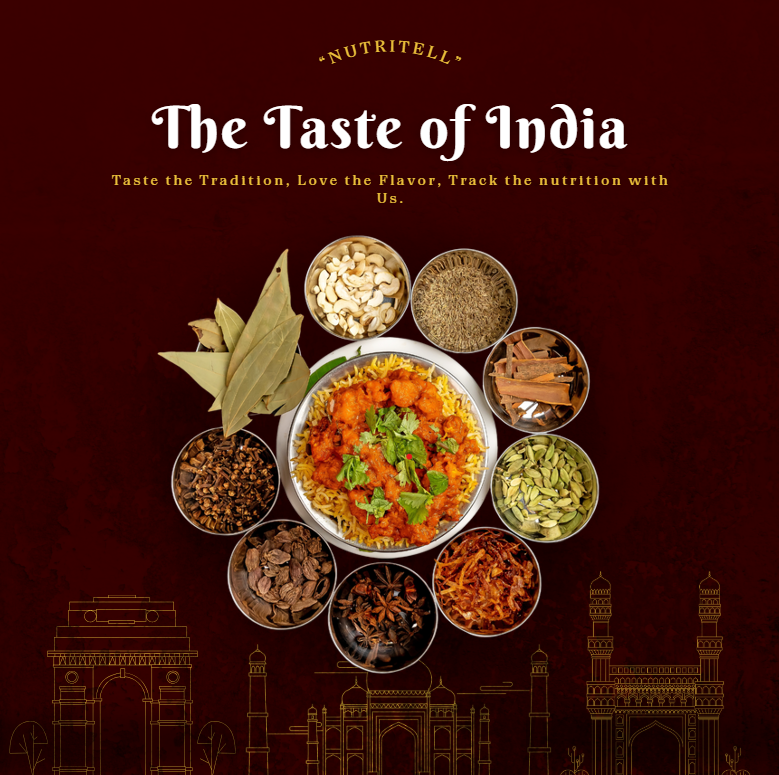 “NUTRITELL”
The Taste of India
Taste the Tradition, Love the Flavor, Track the nutrition with
Us.